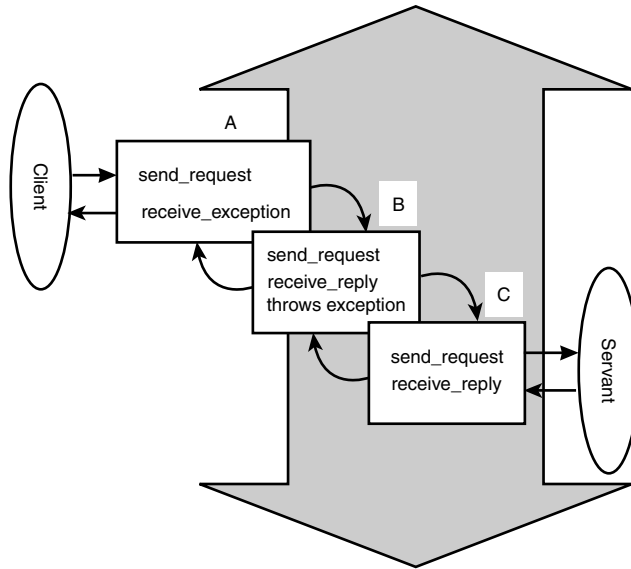 A
Client
send_request
receive_exception
B
send_request
receive_reply
throws exception
C
send_request
receive_reply
Servant